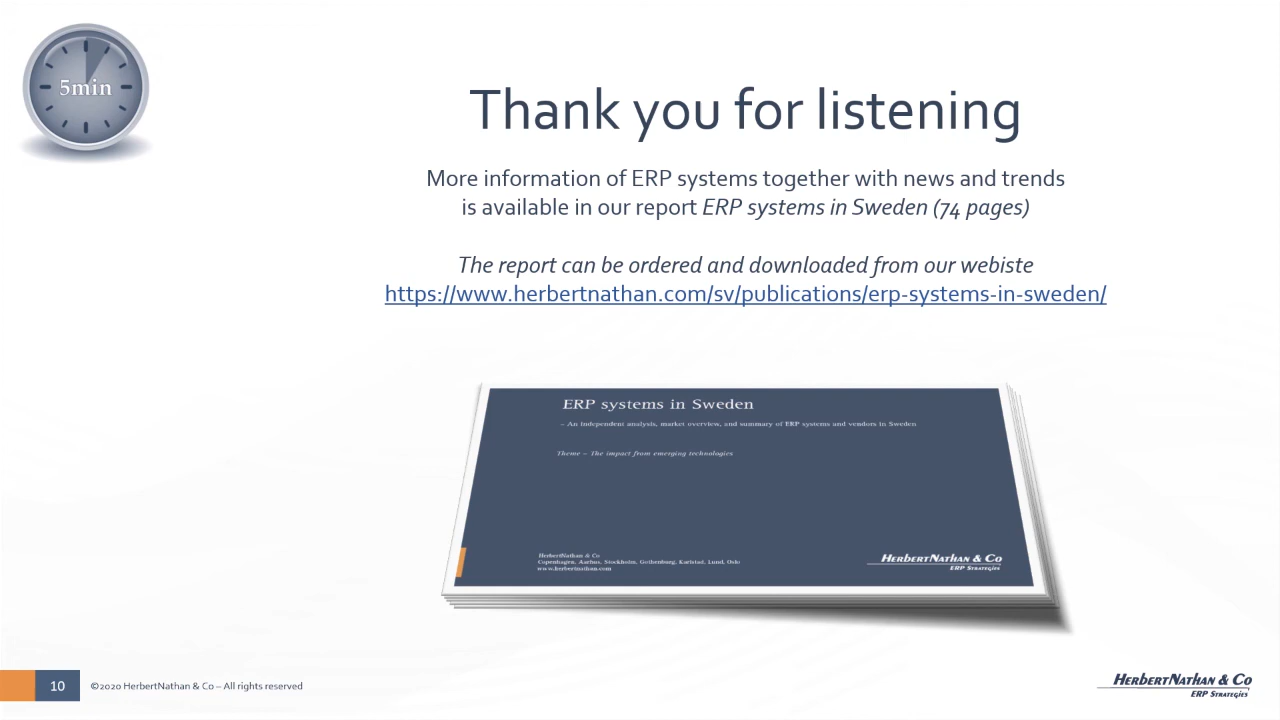 5min
Thank you for listening
More information of ERP systems together with news and trends
is available in our report ERP systems in Sweden (74 pages)
The report can be ordered and downloaded from our webiste
https://www.herbertnathan.com/sv/publications/erp-systems-in-sweden/
ERP systems in Sweden
– An independent analysis, market overview, and summary of ERP systems and vendors in Sweden
Theme – The impact from emerging technologies
HerbertNathan & Co
Copenhagen, Aarhus, Stockholm, Gothenburg, Karlstad, Lund, Oslo
www.herbertnathan.com
HERBERTNATHAN & CO
ERP STRATEGIES
10
©2020 HerbertNathan & Co – All rights reserved
HERBERTNATHAN & CO
ERP STRATEGIES